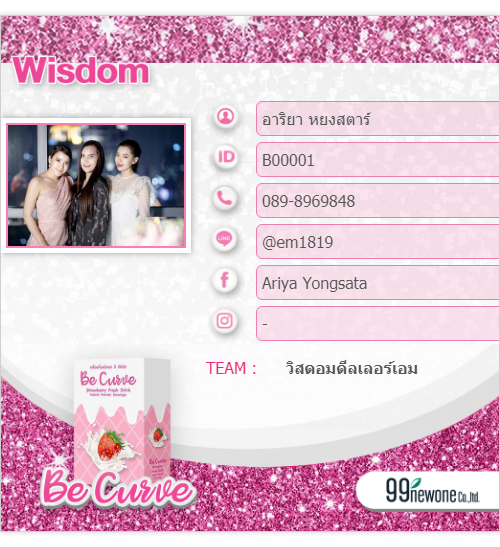 Wisdom
อาริยา หยงสตาร์
ID
B00001
089-8969848
LINE
@em1819
f
Ariya Yongsata
-
TEAM :
วิสดอมดีลเลอร์เอม
Be Curve
Strawberry Fresh Drink
Be Curve
99newone Co.,ltd.